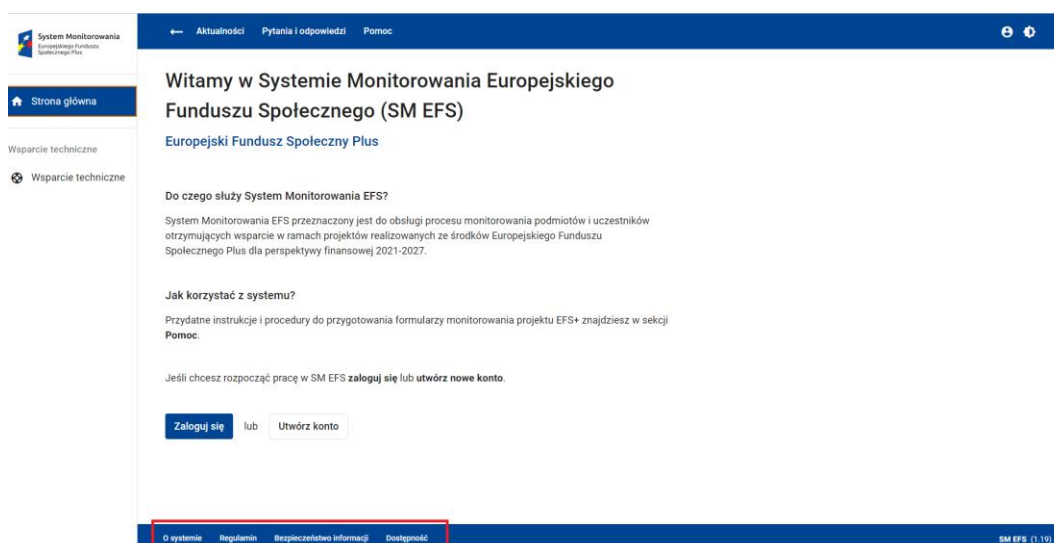 System Monitorowania
Europejskiego Funduszu
Społecznego Plus
Aktualności Pytania i odpowiedzi Pomoc
Strona główna
Wsparcie techniczne
Wsparcie techniczne
Witamy w Systemie Monitorowania Europejskiego
Funduszu Społecznego (SM EFS)
Europejski Fundusz Społeczny Plus
Do czego służy System Monitorowania EFS?
System Monitorowania EFS przeznaczony jest do obsługi procesu monitorowania podmiotów i uczestników
otrzymujących wsparcie w ramach projektów realizowanych ze środków Europejskiego Funduszu
Społecznego Plus dla perspektywy finansowej 2021-2027.
Jak korzystać z systemu?
Przydatne instrukcje i procedury do przygotowania formularzy monitorowania projektu EFS+ znajdziesz w sekcji
Pomoc.
Jeśli chcesz rozpocząć pracę w SM EFS zaloguj się lub utwórz nowe konto.
Zaloguj się lub Utwórz konto
O systemie Regulamin Bezpieczeństwo informacji Dostępność SM EFS (1.19)